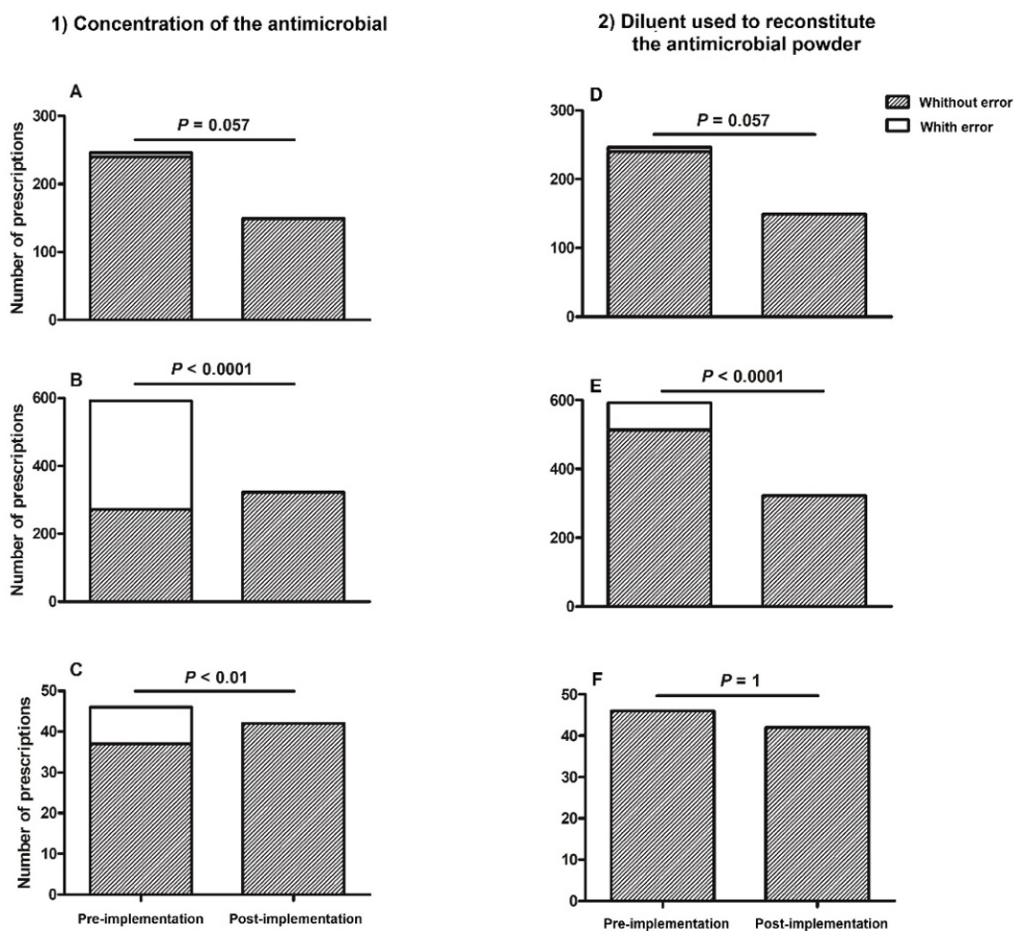 1) Concentration of the antimicrobial
2) Diluent used to reconstitute
the antimicrobial powder
Whithout error
Whith error
A
P = 0.057
Number of prescriptions
300
200
100
0
D
P = 0.057
300
200
100
0
B
P < 0.0001
Number of prescriptions
600
400
200
0
E
P < 0.0001
600
400
200
0
C
P < 0.01
Number of prescriptions
50
40
30
20
10
0
Pre-implementation Post-implementation
F
P = 1
50
40
30
20
10
0
Pre-implementation Post-implementation